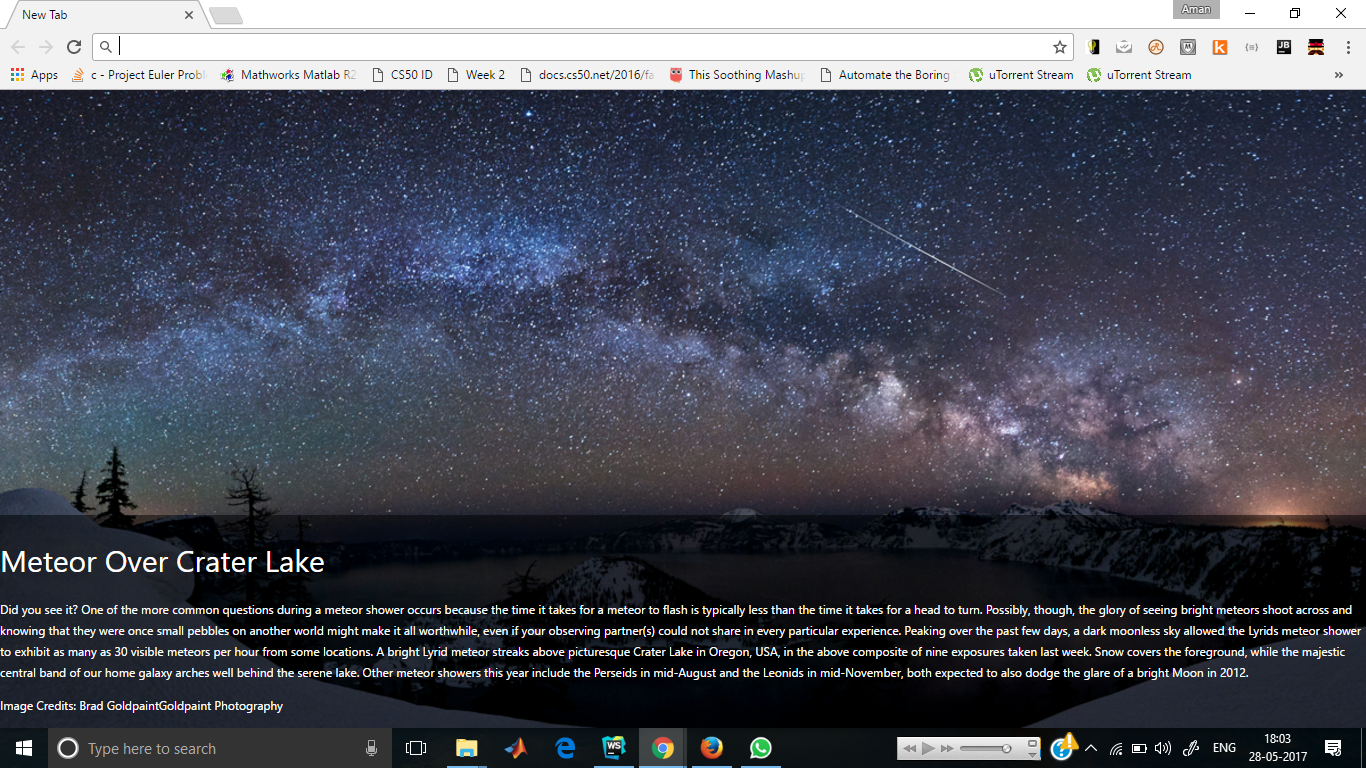 New Tab
Aman
Apps
c - Project Euler Probl
Mathworks Matlab R2
CS50 ID
Week 2
docs.cs50.net/2016/fa
This Soothing Mashup
Automate the Boring
uTorrent Stream
uTorrent Stream
»
JB
Meteor Over Crater Lake
Did you see it? One of the more common questions during a meteor shower occurs because the time it takes for a meteor to flash is typically less than the time it takes for a head to turn. Possibly, though, the glory of seeing bright meteors shoot across and
knowing that they were once small pebbles on another world might make it all worthwhile, even if your observing partner(s) could not share in every particular experience. Peaking over the past few days, a dark moonless sky allowed the Lyrids meteor shower
to exhibit as many as 30 visible meteors per hour from some locations. A bright Lyrid meteor streaks above picturesque Crater Lake in Oregon, USA, in the above composite of nine exposures taken last week. Snow covers the foreground, while the majestic
central band of our home galaxy arches well behind the serene lake. Other meteor showers this year include the Perseids in mid-August and the Leonids in mid-November, both expected to also dodge the glare of a bright Moon in 2012.
Image Credits: Brad GoldpaintGoldpaint Photography
Type here to search
WS
ENG
18:03
28-05-2017